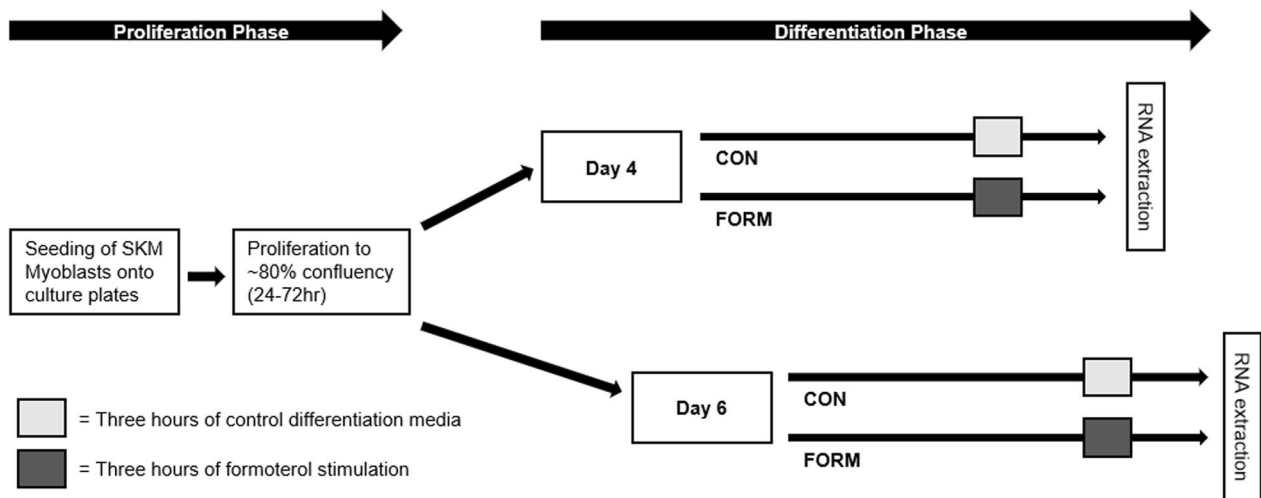 Proliferation Phase
Differentiation Phase
Seeding of SKM
Myoblasts onto
culture plates
Proliferation to
~80% confluency
(24-72hr)
Day 4
CON
FORM
RNA extraction
Day 6
CON
FORM
RNA extraction
= Three hours of control differentiation media
= Three hours of formoterol stimulation